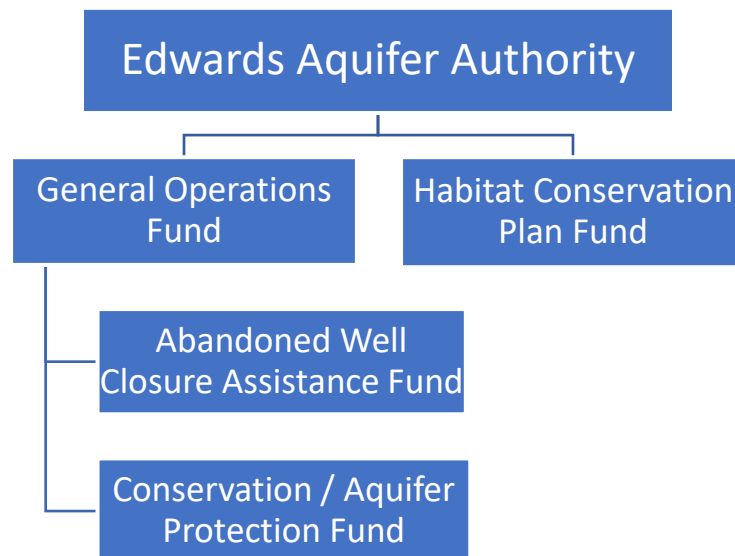 Edwards Aquifer Authority
General Operations
Fund
Habitat Conservation
Plan Fund
Abandoned Well
Closure Assistance Fund
Conservation / Aquifer
Protection Fund